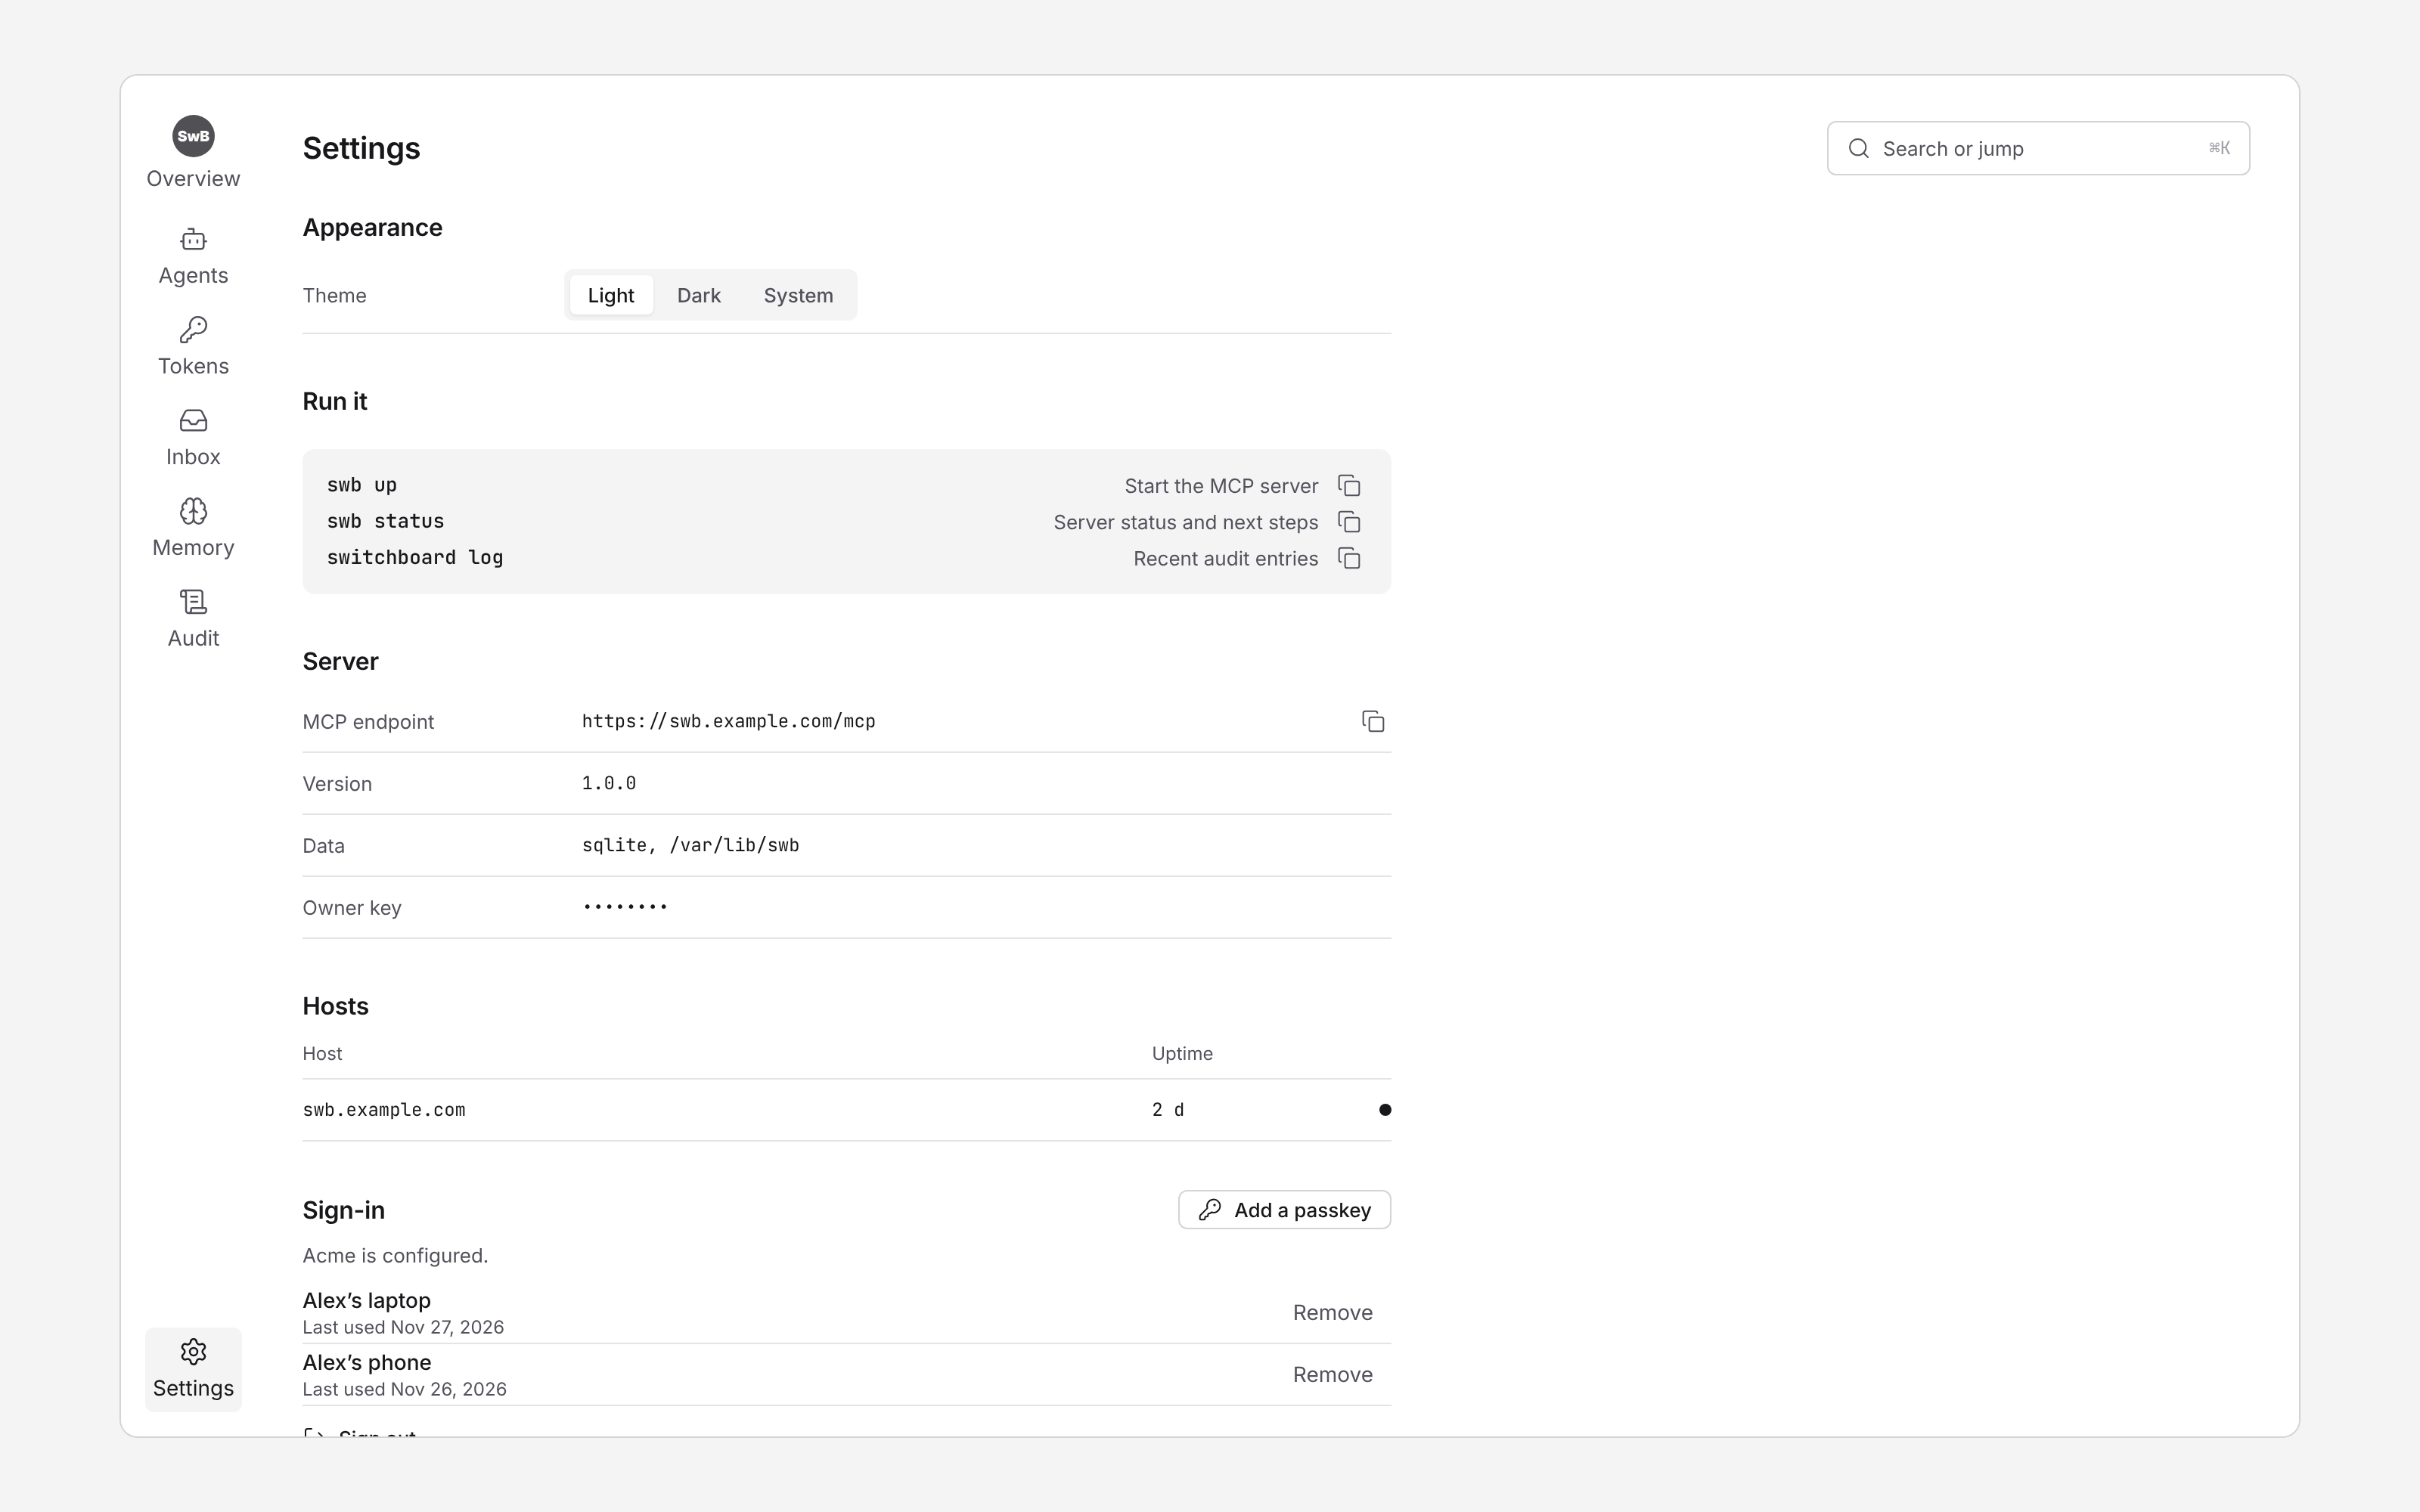 SwB
Overview
Agents
Tokens
Inbox
Memory
Audit
Settings
Settings
Search or jump ⌘K
Appearance
Theme Light Dark System
Run it
swb up Start the MCP server
swb status Server status and next steps
switchboard log Recent audit entries
Server
MCP endpoint https://swb.example.com/mcp
Version 1.0.0
Data sqlite, /var/lib/swb
Owner key ••••••••
Hosts
Host Uptime
swb.example.com 2 d
Sign-in Add a passkey
Acme is configured.
Alex’s laptop Remove
Last used Nov 27, 2026
Alex’s phone Remove
Last used Nov 26, 2026
Sign out